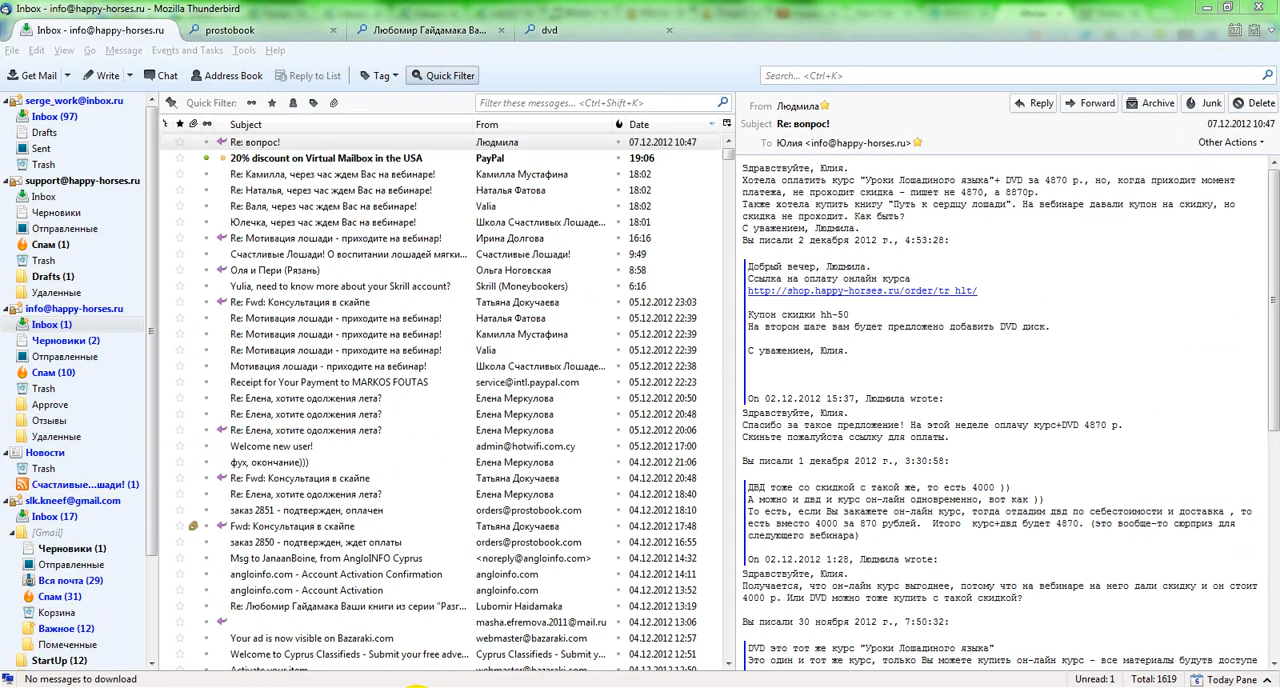 Inbox - info@happy-horses.ru - Mozilla Thunderbird
Inbox - info@happy-horses.ru
prostobook
Любомир Гайдамака Ва...
dvd
File Edit View Go Message Events and Tasks Tools Help
Get Mail Write Chat Address Book Reply to List Tag Quick Filter
Search... <Ctrl+K>
serge_work@inbox.ru
Inbox (97)
Drafts
Sent
Trash
support@happy-horses.ru
Inbox
Черновики
Отправленные
Спам (1)
Trash
Drafts (1)
Удаленные
info@happy-horses.ru
Inbox (1)
Черновики (2)
Отправленные
Спам (10)
Trash
Approve
Отзывы
Удаленные
Новости
Trash
Счастливые...шади! (1)
slk.kneef@gmail.com
Inbox (17)
[Gmail]
Черновики (1)
Отправленные
Вся почта (29)
Спам (31)
Корзина
Важное (12)
Помеченные
StartUp (12)
Quick Filter:
Filter these messages... <Ctrl+Shift+K>
Subject From Date
Re: вопрос! Людмила 07.12.2012 10:47
20% discount on Virtual Mailbox in the USA PayPal 19:06
Re: Камилла, через час ждем Вас на вебинаре! Камилла Мустафина 18:02
Re: Наталья, через час ждем Вас на вебинаре! Наталья Фатова 18:02
Re: Валя, через час ждем Вас на вебинаре! Valia 18:02
Юлечка, через час ждем Вас на вебинаре! Школа Счастливых Лошаде... 18:01
Re: Мотивация лошади - приходите на вебинар! Ирина Долгова 16:16
Счастливые Лошади! О воспитании лошадей мягки... Счастливые Лошади! 9:49
Оля и Пери (Рязань) Ольга Ноговская 8:58
Yulia, need to know more about your Skrill account? Skrill (Moneybookers) 6:16
Re: Fwd: Консультация в скайпе Татьяна Докучаева 05.12.2012 23:03
Re: Мотивация лошади - приходите на вебинар! Наталья Фатова 05.12.2012 22:39
Re: Мотивация лошади - приходите на вебинар! Камилла Мустафина 05.12.2012 22:39
Re: Мотивация лошади - приходите на вебинар! Valia 05.12.2012 22:39
Мотивация лошади - приходите на вебинар! Школа Счастливых Лошаде... 05.12.2012 22:38
Receipt for Your Payment to MARKOS FOUTAS service@intl.paypal.com 05.12.2012 22:23
Re: Елена, хотите одолжения лета? Елена Меркулова 05.12.2012 20:50
Re: Елена, хотите одолжения лета? Елена Меркулова 05.12.2012 20:48
Re: Елена, хотите одолжения лета? Елена Меркулова 05.12.2012 20:06
Welcome new user! admin@hotwifi.com.cy 05.12.2012 17:00
фух, окончание))) Елена Меркулова 04.12.2012 21:06
Re: Fwd: Консультация в скайпе Татьяна Докучаева 04.12.2012 20:48
Re: Елена, хотите одолжения лета? Елена Меркулова 04.12.2012 18:40
заказ 2851 - подтвержден, оплачен orders@prostobook.com 04.12.2012 18:10
Fwd: Консультация в скайпе Татьяна Докучаева 04.12.2012 17:48
заказ 2850 - подтвержден, ждет оплаты orders@prostobook.com 04.12.2012 16:55
Msg to JanaanBoine, from AngloINFO Cyprus <noreply@angloinfo.com> 04.12.2012 14:32
angloinfo.com - Account Activation Confirmation angloinfo.com 04.12.2012 14:11
angloinfo.com - Account Activation angloinfo.com 04.12.2012 13:41
Re: Любомир Гайдамака Ваши книги из серии "Разг... Lubomir Haidamaka 04.12.2012 13:19
masha.efremova.2011@mail.ru 04.12.2012 13:17
Your ad is now visible on Bazaraki.com webmaster@bazaraki.com 04.12.2012 12:57
Welcome to Cyprus Classifieds - Submit your free adve... Cyprus Classifieds 04.12.2012 12:51
Activate your item webmaster@bazaraki.com 04.12.2012 12:50
From Людмила
Reply Forward Archive Junk Delete
Subject Re: вопрос! 07.12.2012 10:47
To Юлия <info@happy-horses.ru> Other Actions
Здравствуйте, Юлия.
Хотела оплатить курс "Уроки Лошадиного языка"+ DVD за 4870 р., но, когда приходит момент
платежа, не проходит скидка - пишет не 4870, а 8870р.
Также хотела купить книгу "Путь к сердцу лошади". На вебинаре давали купон на скидку, но
скидка не проходит. Как быть?
С уважением, Людмила.
Вы писали 2 декабря 2012 г., 4:53:28:
Добрый вечер, Людмила.
Ссылка на оплату онлайн курса
http://shop.happy-horses.ru/order/tr_hlt/
Купон скидки hh-50
На втором шаге вам будет предложено добавить DVD диск.
С уважением, Юлия.
On 02.12.2012 15:37, Людмила wrote:
Здравствуйте, Юлия.
Спасибо за такое предложение! На этой неделе оплачу курс+DVD 4870 р.
Скиньте пожалуйста ссылку для оплаты.
Вы писали 1 декабря 2012 г., 3:30:58:
ДВД тоже со скидкой с такой же, то есть 4000 ))
А можно и двд и курс он-лайн одновременно, вот как ))
То есть, если Вы закажете он-лайн курс, тогда отдадим двд по себестоимости и доставка , то
есть вместо 4000 за 870 рублей. Итого курс+двд будет 4870. (это вообще-то сюрприз для
следующего вебинара)
On 02.12.2012 1:28, Людмила wrote:
Здравствуйте, Юлия.
Получается, что он-лайн курс выгоднее, потому что на вебинаре на него дали скидку и он стоит
4000 р. Или DVD можно тоже купить с такой скидкой?
Вы писали 30 ноября 2012 г., 7:50:32:
DVD это тот же курс "Уроки Лошадиного языка"
Это один и тот же курс, только Вы можете купить он-лайн курс - все материалы будутв доступе
No messages to download
Unread: 1 Total: 1619 Today Pane